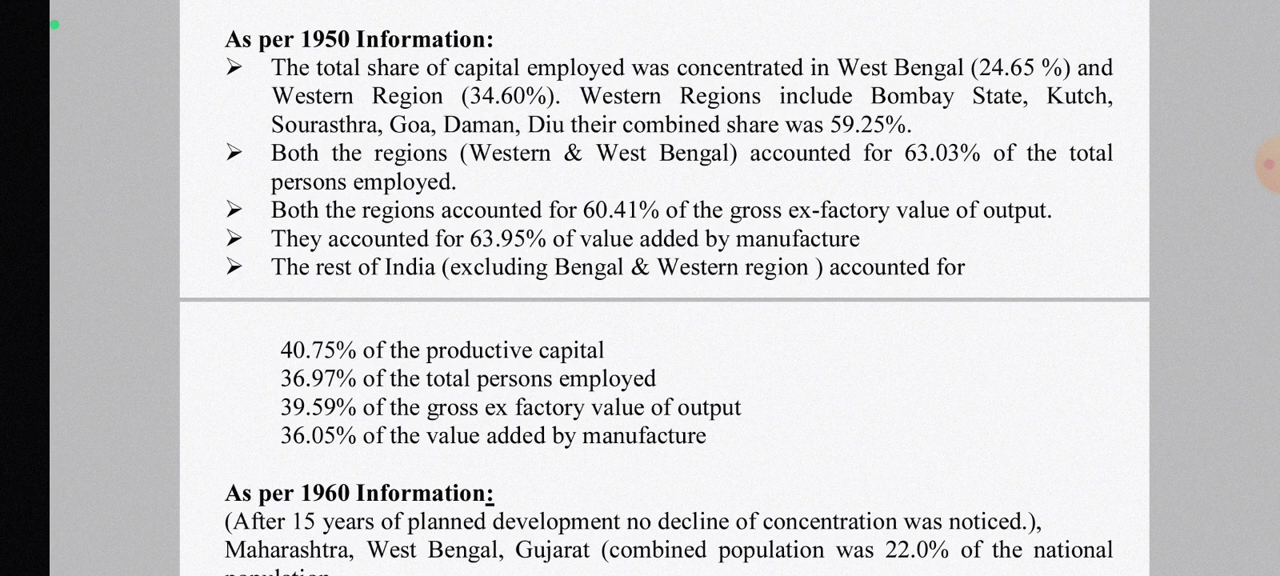 As per 1950 Information:
➢ The total share of capital employed was concentrated in West Bengal (24.65 %) and
Western Region (34.60%). Western Regions include Bombay State, Kutch,
Sourasthra, Goa, Daman, Diu their combined share was 59.25%.
➢ Both the regions (Western & West Bengal) accounted for 63.03% of the total
persons employed.
➢ Both the regions accounted for 60.41% of the gross ex-factory value of output.
➢ They accounted for 63.95% of value added by manufacture
➢ The rest of India (excluding Bengal & Western region ) accounted for
40.75% of the productive capital
36.97% of the total persons employed
39.59% of the gross ex factory value of output
36.05% of the value added by manufacture
As per 1960 Information:
(After 15 years of planned development no decline of concentration was noticed.),
Maharashtra, West Bengal, Gujarat (combined population was 22.0% of the national